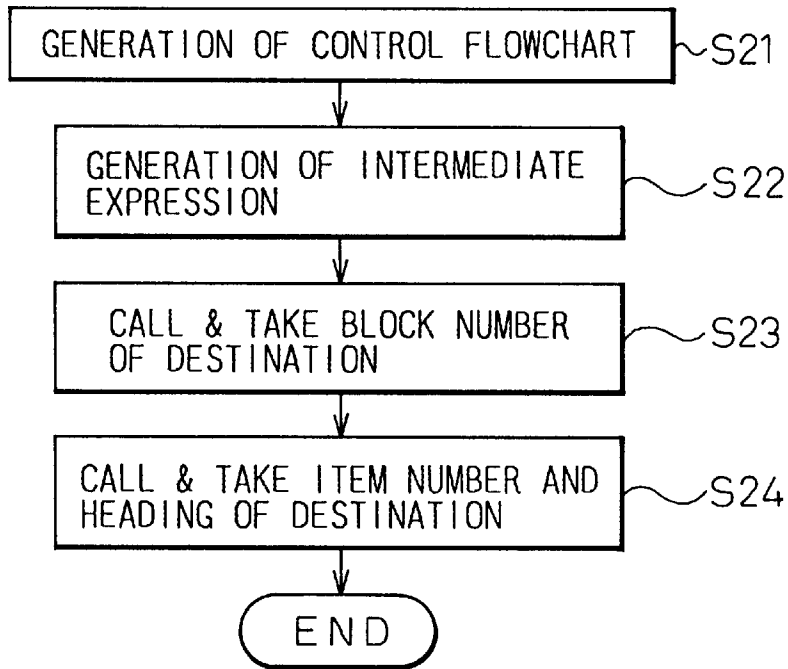 GENERATION OF CONTROL FLOWCHART
S21
GENERATION OF INTERMEDIATE
EXPRESSION
S22
CALL & TAKE BLOCK NUMBER
OF DESTINATION
S23
CALL & TAKE ITEM NUMBER AND
HEADING OF DESTINATION
S24
END